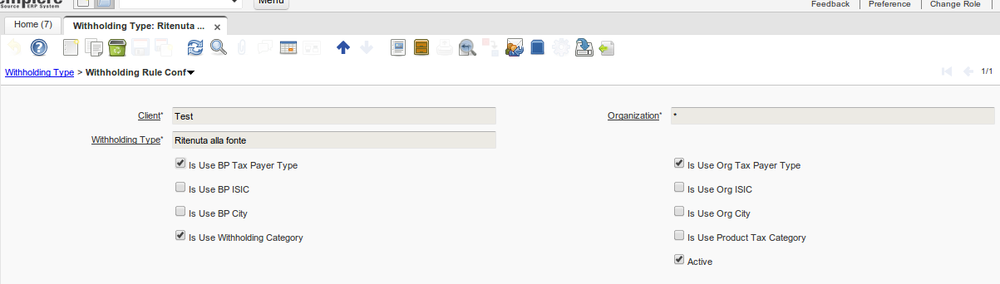 Source ERP System
Menu
Feedback | Preference | Change Role |
Home (7)
Withholding Type: Ritenuta ...
Withholding Type > Withholding Rule Conf
1/1
Client* Test
Organization* *
Withholding Type* Ritenuta alla fonte
Is Use BP Tax Payer Type
Is Use Org Tax Payer Type
Is Use BP ISIC
Is Use Org ISIC
Is Use BP City
Is Use Org City
Is Use Withholding Category
Is Use Product Tax Category
Active